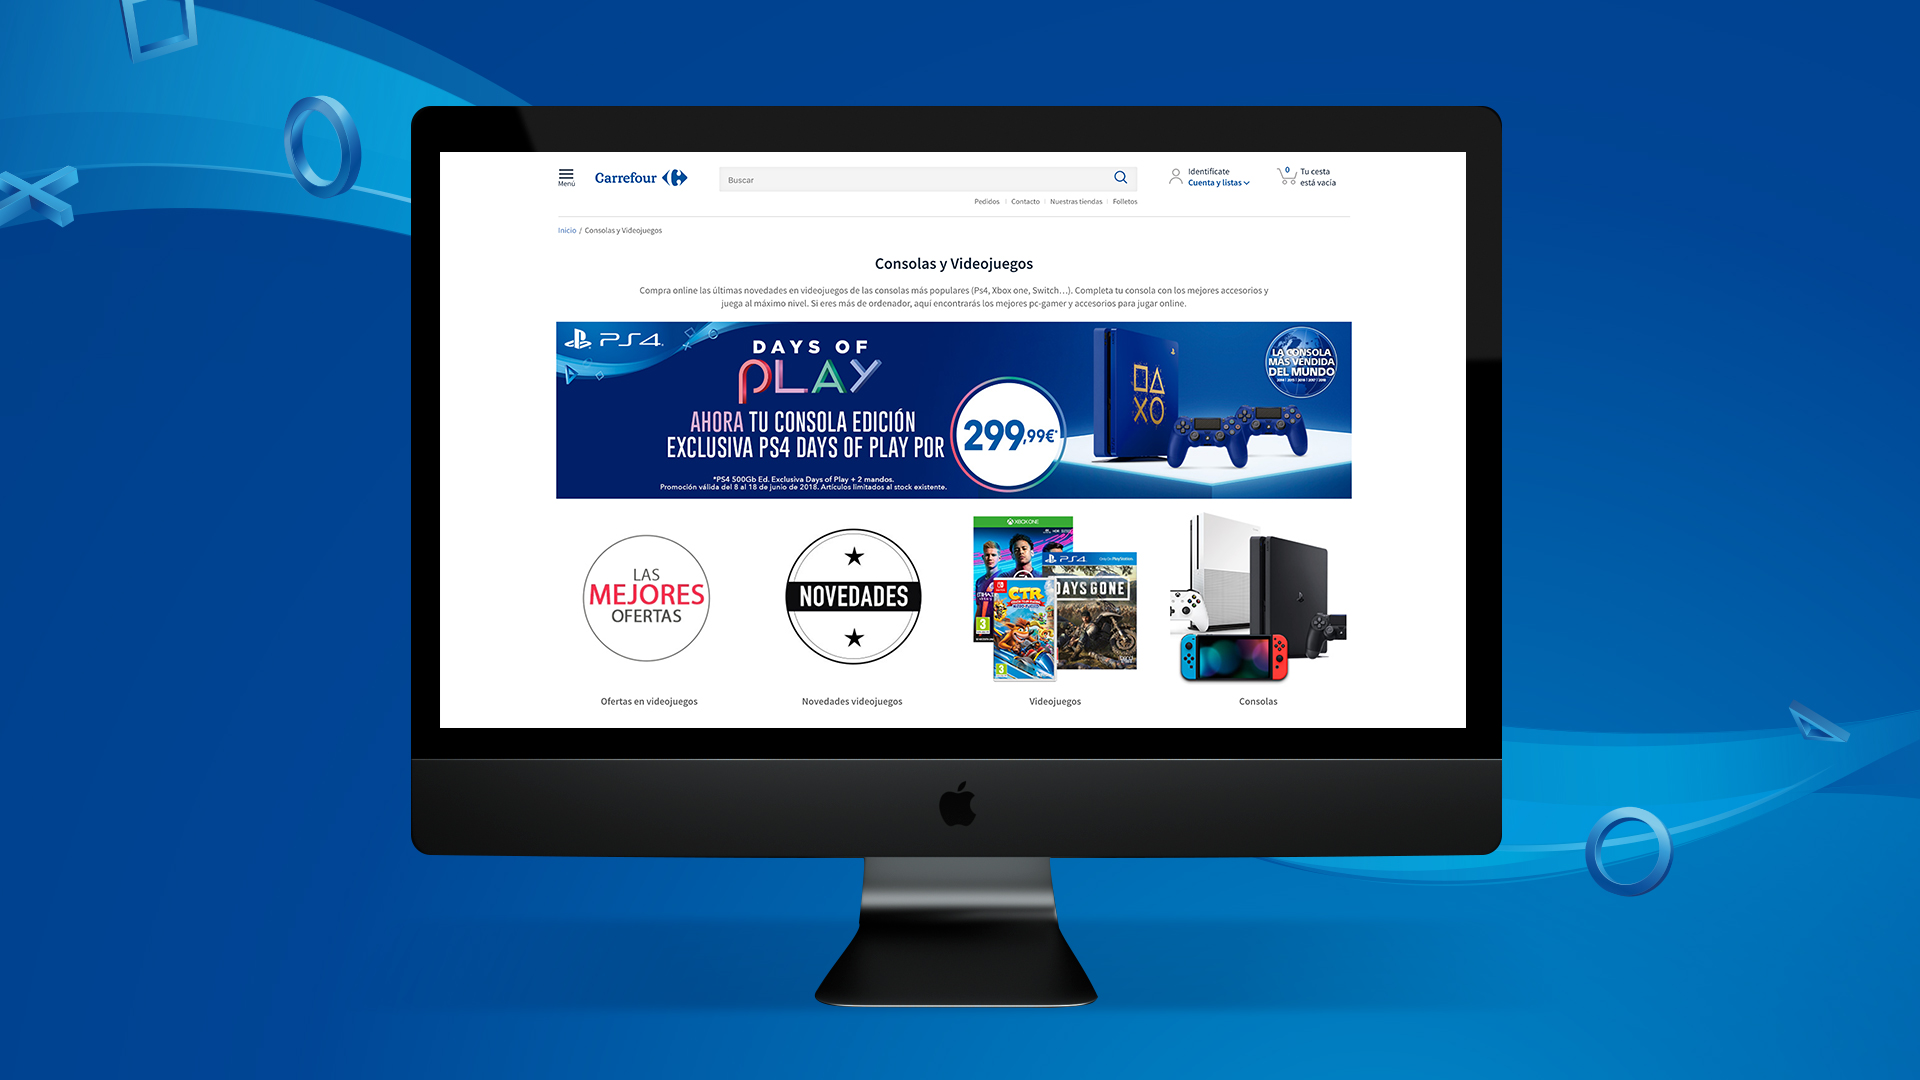 Menú
Carrefour
Buscar
Identifícate
Cuenta y listas
0
Tu cesta
está vacía
Pedidos
Contacto
Nuestras tiendas
Folletos
Inicio / Consolas y Videojuegos
Consolas y Videojuegos
Compra online las últimas novedades en videojuegos de las consolas más populares (Ps4, Xbox one, Switch...). Completa tu consola con los mejores accesorios y
juega al máximo nivel. Si eres más de ordenador, aquí encontrarás los mejores pc-gamer y accesorios para jugar online.
PS4
DAYS OF
PLAY
AHORA TU CONSOLA EDICIÓN
EXCLUSIVA PS4 DAYS OF PLAY POR
299,99€*
*PS4 500Gb Ed. Exclusiva Days of Play + 2 mandos.
Promoción válida del 8 al 18 de junio de 2018. Artículos limitados al stock existente.
LA CONSOLA
MÁS VENDIDA
DEL MUNDO
LAS
MEJORES
OFERTAS
NOVEDADES
XBOX ONE
PS4
DAYS GONE
CTR
3
3
Ofertas en videojuegos
Novedades videojuegos
Videojuegos
Consolas